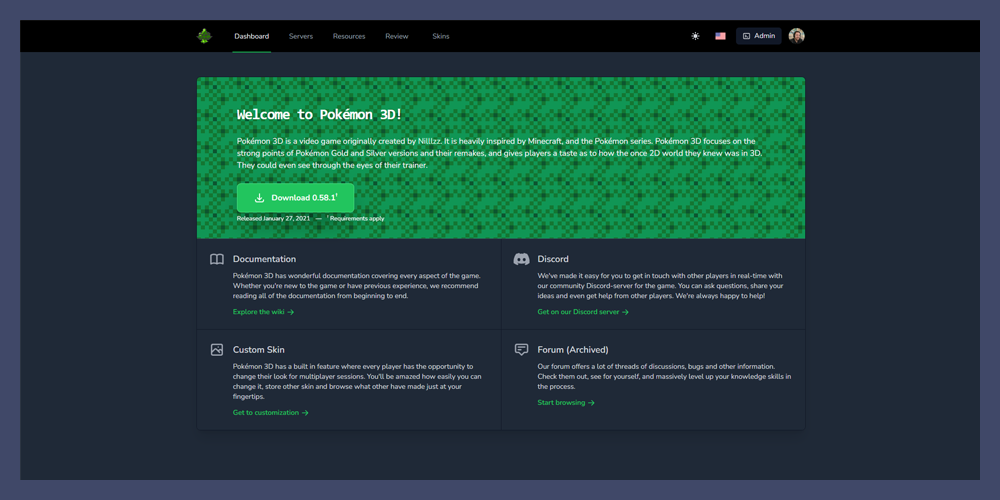 Dashboard Servers Resources Review Skins Admin
Welcome to Pokémon 3D!
Pokémon 3D is a video game originally created by Nilllzz. It is heavily inspired by Minecraft, and the Pokémon series. Pokémon 3D focuses on the
strong points of Pokémon Gold and Silver versions and their remakes, and gives players a taste as to how the once 2D world they knew was in 3D.
They could even see through the eyes of their trainer.
Download 0.58.1†
Released January 27, 2021 — † Requirements apply
Documentation
Pokémon 3D has wonderful documentation covering every aspect of the game.
Whether you're new to the game or have previous experience, we recommend
reading all of the documentation from beginning to end.
Explore the wiki →
Discord
We've made it easy for you to get in touch with other players in real-time with
our community Discord-server for the game. You can ask questions, share your
ideas and even get help from other players. We're always happy to help!
Get on our Discord server →
Custom Skin
Pokémon 3D has a built in feature where every player has the opportunity to
change their look for multiplayer sessions. You'll be amazed how easily you can
change it, store other skin and browse what other have made just at your
fingertips.
Get to customization →
Forum (Archived)
Our forum offers a lot of threads of discussions, bugs and other information.
Check them out, see for yourself, and massively level up your knowledge skills in
the process.
Start browsing →